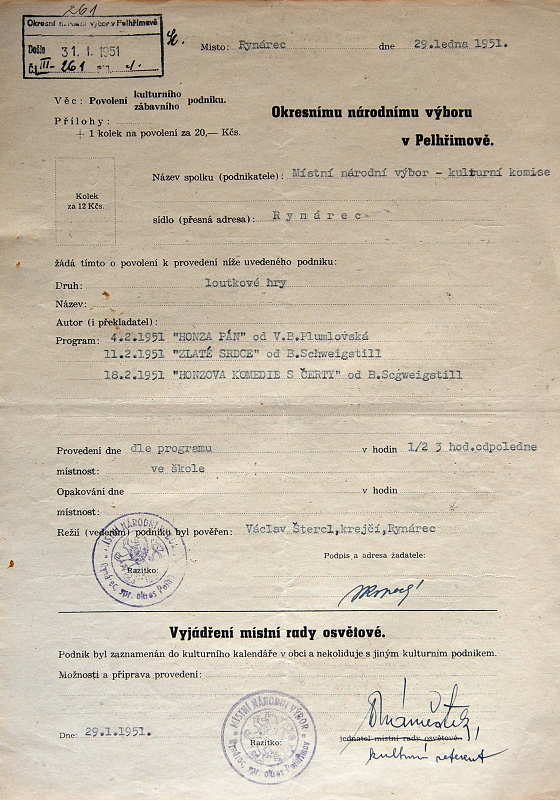 261
Okresní národní výbor v Pelhřimově
Došlo 31. I. 1951
Čj. III - 261
Místo: Rynárec dne 29.ledna 1951.
Věc: Povolení kulturního
zábavního podniku.
Přílohy:
+ 1 kolek na povolení za 20,— Kčs.
Okresnímu národnímu výboru
v Pelhřimově.
Kolek
za 12 Kčs.
Název spolku (podnikatele): Místní národní výbor - kulturní komise
sídlo (přesná adresa): Rynárec
žádá tímto o povolení k provedení níže uvedeného podniku:
Druh: loutkové hry
Název:
Autor (i překladatel):
Program: 4.2.1951 "HONZA PÁN" od V.B.Plumlovská
11.2.1951 "ZLATÉ SRDCE" od B.Schweigstill
18.2.1951 "HONZOVA KOMEDIE S ČERTY" od B.Scgweigstill
Provedení dne dle programu v hodin 1/2 3 hod.odpoledne
místnost: ve škole
Opakování dne v hodin
místnost:
Režií (vedením) podniku byl pověřen: Václav Štercl,krejčí,Rynárec
Podpis a adresa žadatele:
MÍSTNÍ NÁRODNÍ VÝBOR
Razítko:
Vyjádření místní rady osvětové.
Podnik byl zaznamenán do kulturního kalendáře v obci a nekoliduje s jiným kulturním podnikem.
Možnosti a příprava provedení:
MÍSTNÍ NÁRODNÍ VÝBOR
Razítko:
Dne: 29.1.1951.
jednatel místní rady osvětové.
kulturní referent